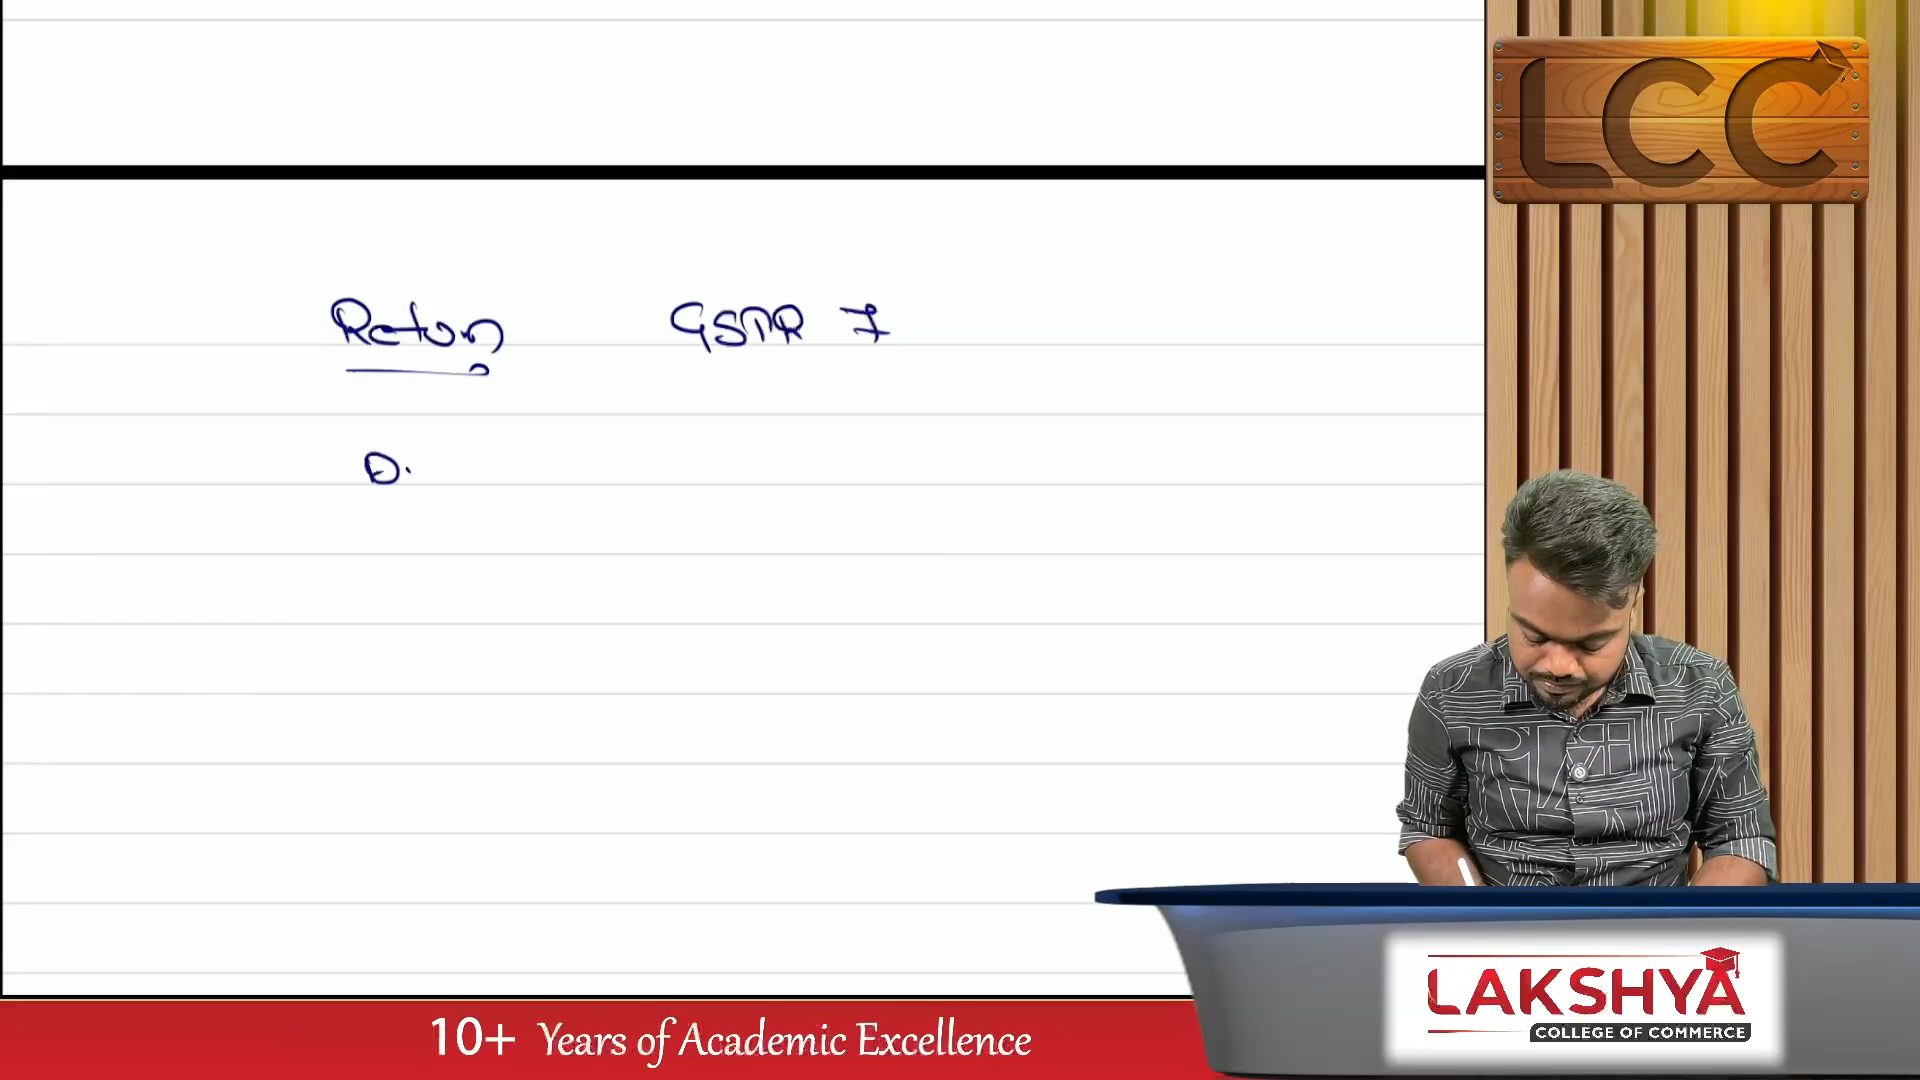 LCC
Return GSTR 7
D.
10+ Years of Academic Excellence
LAKSHYA
COLLEGE OF COMMERCE